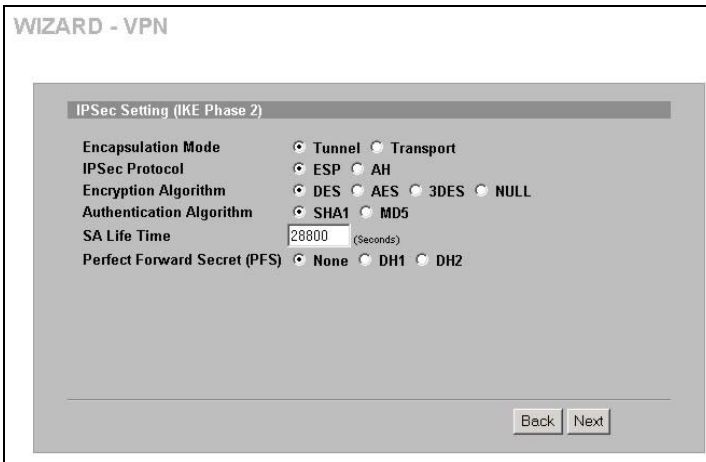 WIZARD - VPN
IPSec Setting (IKE Phase 2)
Encapsulation Mode Tunnel Transport
IPSec Protocol ESP AH
Encryption Algorithm DES AES 3DES NULL
Authentication Algorithm SHA1 MD5
SA Life Time 28800 (Seconds)
Perfect Forward Secret (PFS) None DH1 DH2
Back Next